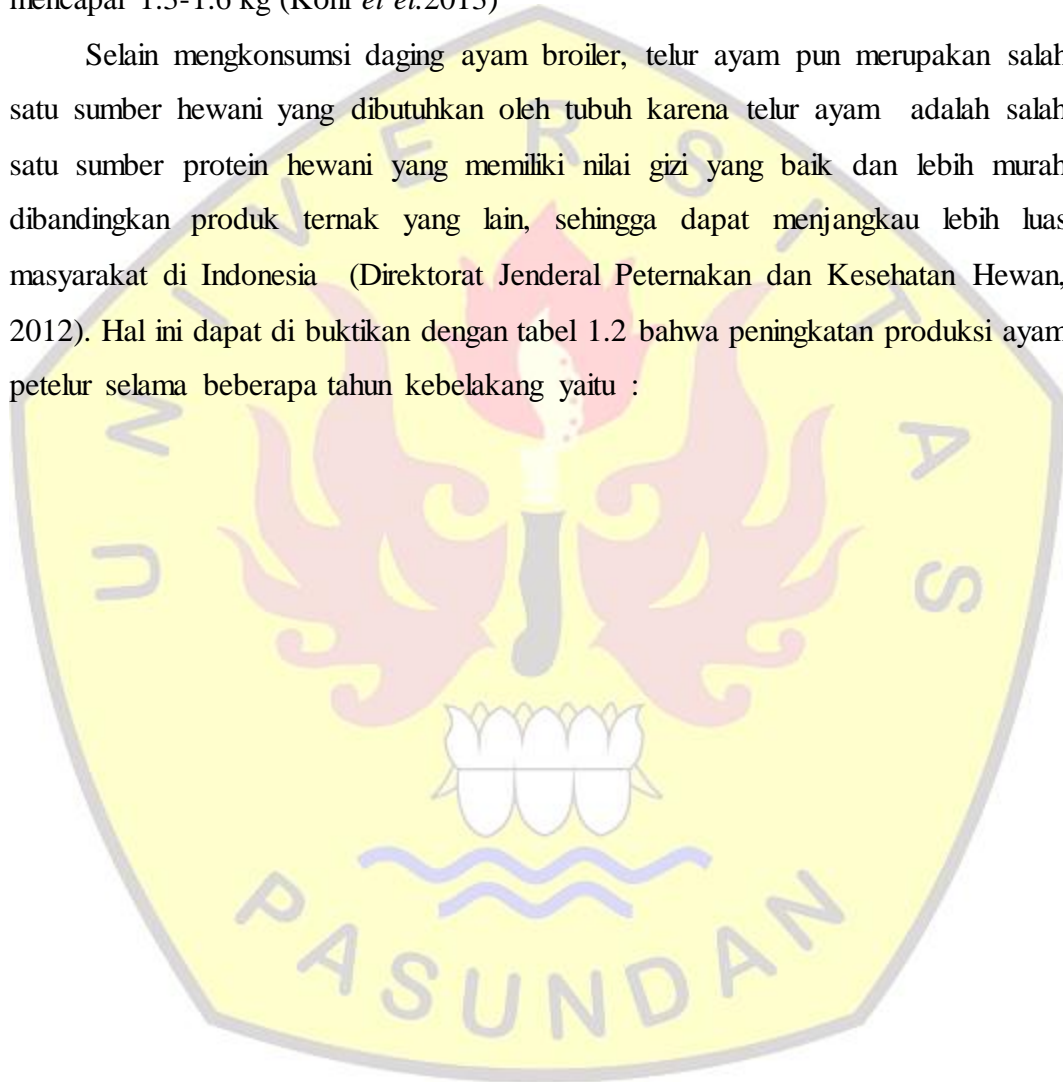 1.3-1.6 kg (Kohl et el.2015)
Selain mengkonsumsi daging ayam broiler, telur ayam pun merupakan salah
satu sumber hewani yang dibutuhkan oleh tubuh karena telur ayam adalah salah
satu sumber protein hewani yang memiliki nilai gizi yang baik dan lebih murah
dibandingkan produk ternak yang lain, sehingga dapat menjangkau lebih luas
masyarakat di Indonesia (Direktorat Jenderal Peternakan dan Kesehatan Hewan,
2012). Hal ini dapat di buktikan dengan tabel 1.2 bahwa peningkatan produksi ayam
petelur selama beberapa tahun kebelakang yaitu :
UNIVERSITAS
PASUNDAN